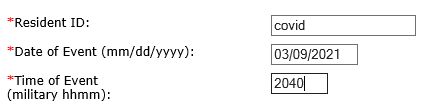 *Resident ID: covid
*Date of Event (mm/dd/yyyy): 03/09/2021
*Time of Event 2040
(military hhmm):